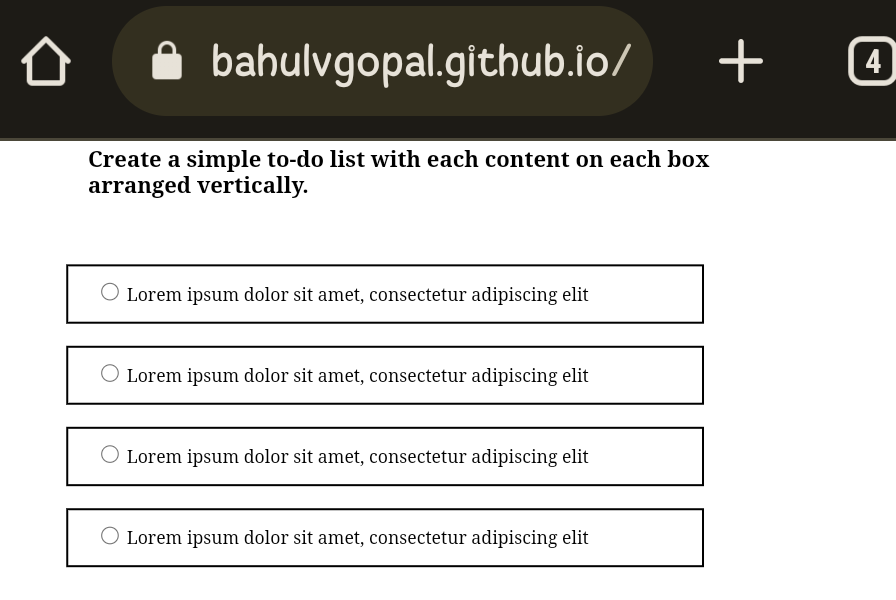 bahulvgopal.github.io/
4
Create a simple to-do list with each content on each box
arranged vertically.
Lorem ipsum dolor sit amet, consectetur adipiscing elit
Lorem ipsum dolor sit amet, consectetur adipiscing elit
Lorem ipsum dolor sit amet, consectetur adipiscing elit
Lorem ipsum dolor sit amet, consectetur adipiscing elit